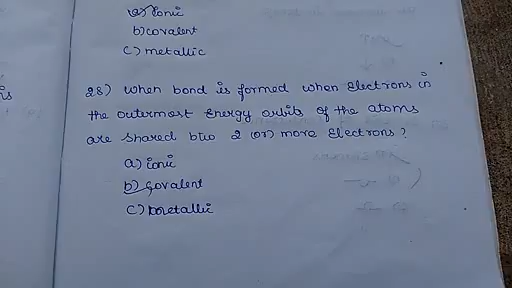 a) Ionic
b) covalent
c) metallic
28) when bond is formed when Electrons in
the outermost Energy orbits of the atoms
are shared btw 2 (or) more Electrons?
a) ionic
b) covalent
c) metallic